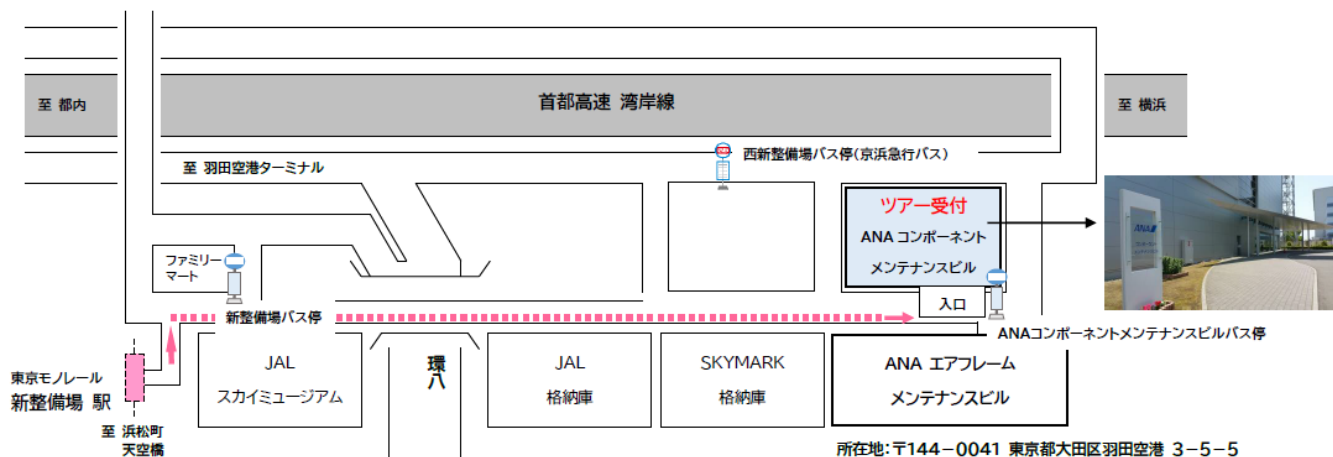 至 都内
首都高速 湾岸線
至 横浜
至 羽田空港ターミナル
西新整備場バス停(京浜急行バス)
ツアー受付
ANA コンポーネント
メンテナンスビル
ANA
ファミリー
マート
入口
新整備場バス停
ANAコンポーネントメンテナンスビルバス停
東京モノレール
新整備場 駅
至 浜松町
天空橋
JAL
スカイミュージアム
環八
JAL
格納庫
SKYMARK
格納庫
ANA エアフレーム
メンテナンスビル
所在地:〒144-0041 東京都大田区羽田空港 3-5-5